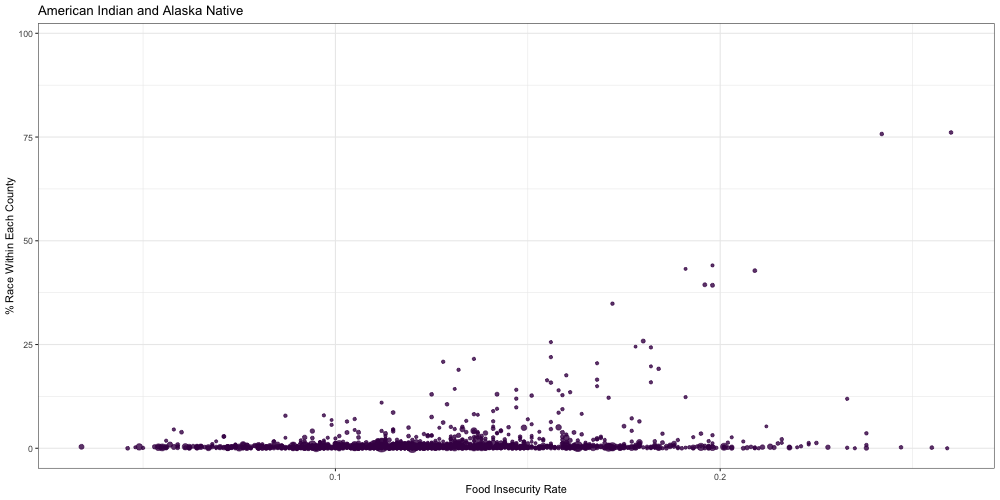 American Indian and Alaska Native
100
75
50
25
0
% Race Within Each County
0.1
0.2
Food Insecurity Rate